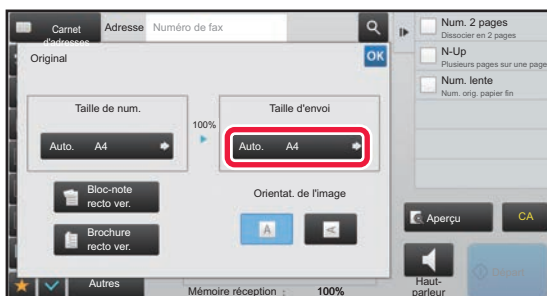 Carnet
d'adresses
Adresse
Numéro de fax
Original
OK
Taille de num.
Auto. A4
100%
Taille d'envoi
Auto. A4
Bloc-note
recto ver.
Brochure
recto ver.
Orientat. de l'image
A
A
Autres
Mémoire réception : 100%
Num. 2 pages
Dissocier en 2 pages
N-Up
Plusieurs pages sur une page
Num. lente
Num. orig. papier fin
Aperçu
CA
Haut-
parleur
Départ